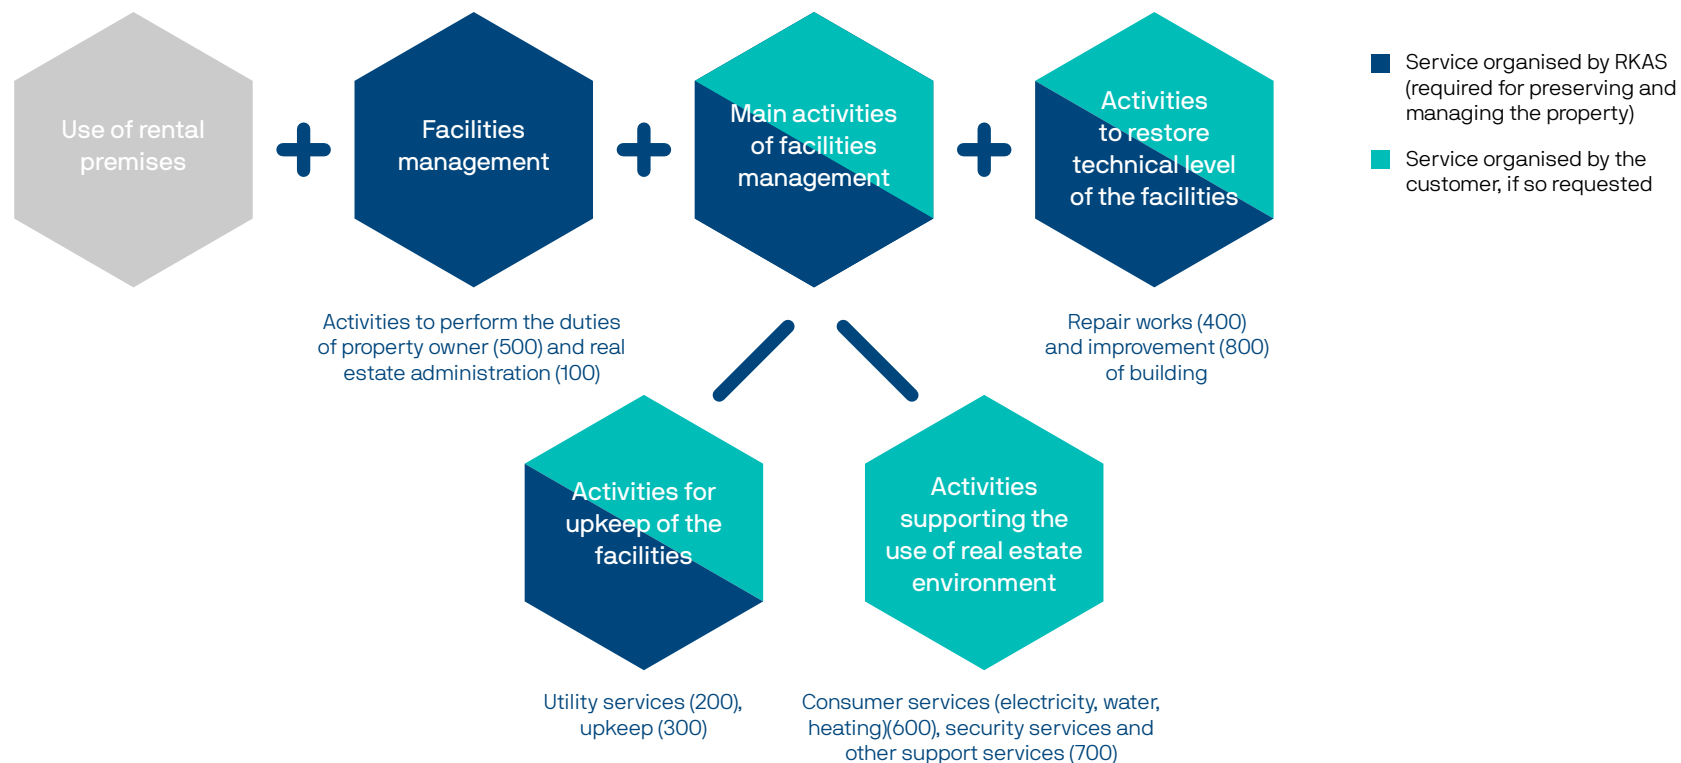 Use of rental
premises
Facilities
management
Main activities
of facilities
management
Activities
to restore
technical level
of the facilities
Service organised by RKAS
(required for preserving and
managing the property)
Service organised by the
customer, if so requested
Activities to perform the duties
of property owner (500) and real
estate administration (100)
Repair works (400)
and improvement (800)
of building
Activities for
upkeep of the
facilities
Activities
supporting the
use of real estate
environment
Utility services (200),
upkeep (300)
Consumer services (electricity, water,
heating)(600), security services and
other support services (700)